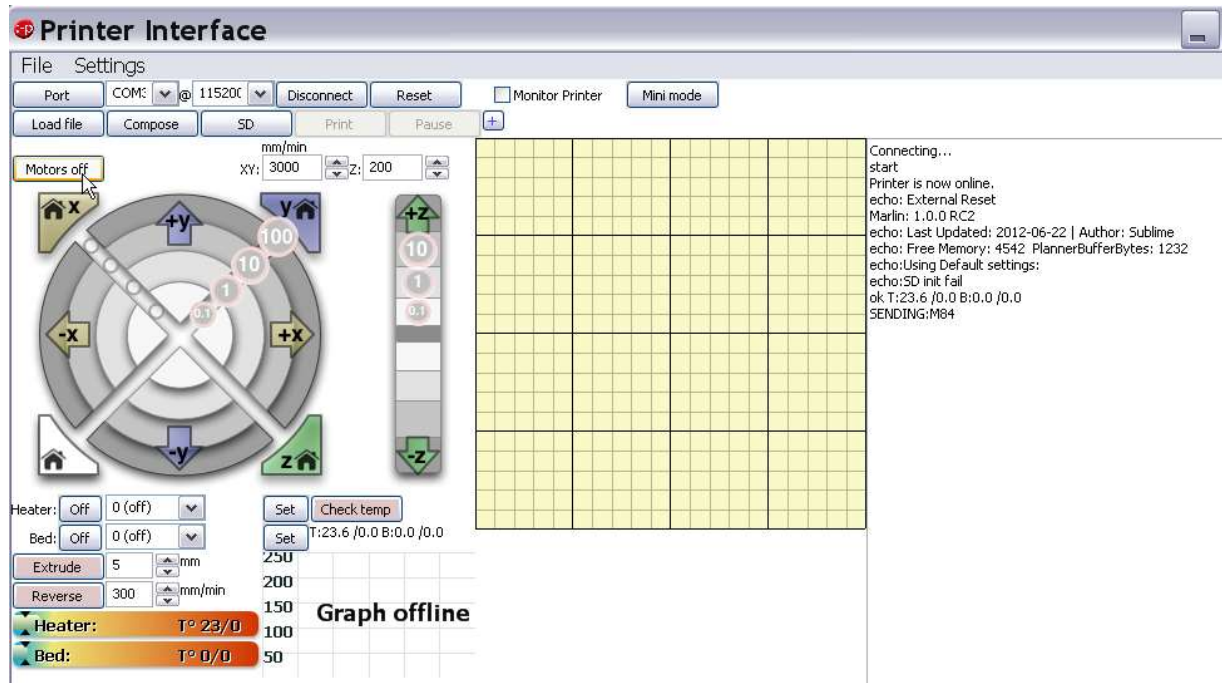 Printer Interface
File Settings
Port COM: @ 115200 Disconnect Reset Monitor Printer Mini mode
Load file Compose SD Print Pause +
mm/min
Motors off XY: 3000 Z: 200
x +y y +z
100
10 10
1 1
0.1 0.1
-x +x
-y z -z
Heater: Off 0 (off) Set Check temp
Bed: Off 0 (off) Set T:23.6 /0.0 B:0.0 /0.0
Extrude 5 mm
Reverse 300 mm/min
Heater: T° 23/0
Bed: T° 0/0
250
200
150
100
50
Graph offline
Connecting...
start
Printer is now online.
echo: External Reset
Marlin: 1.0.0 RC2
echo: Last Updated: 2012-06-22 | Author: Sublime
echo: Free Memory: 4542 PlannerBufferBytes: 1232
echo:Using Default settings:
echo:SD init fail
ok T:23.6 /0.0 B:0.0 /0.0
SENDING:M84